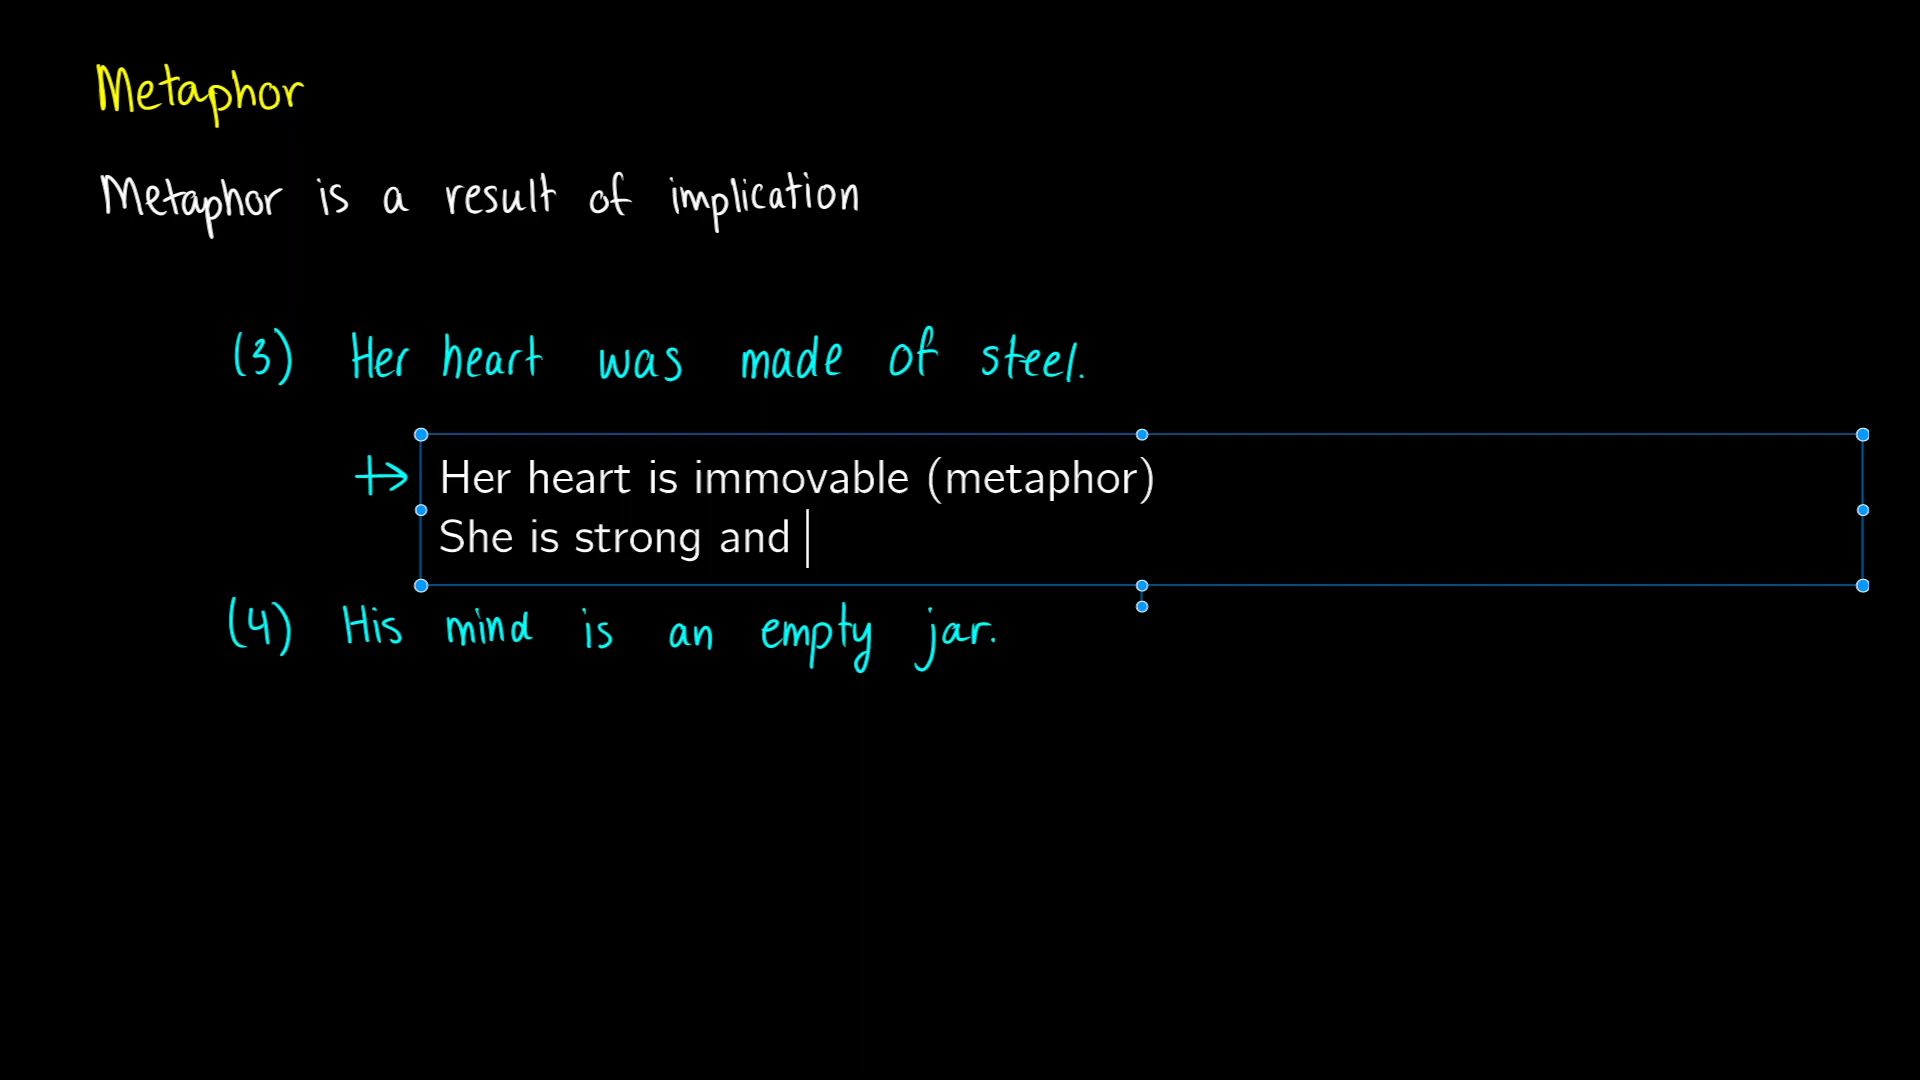 Metaphor
Metaphor is a result of implication
(3) Her heart was made of steel.
+> Her heart is immovable (metaphor)
She is strong and
(4) His mind is an empty jar.